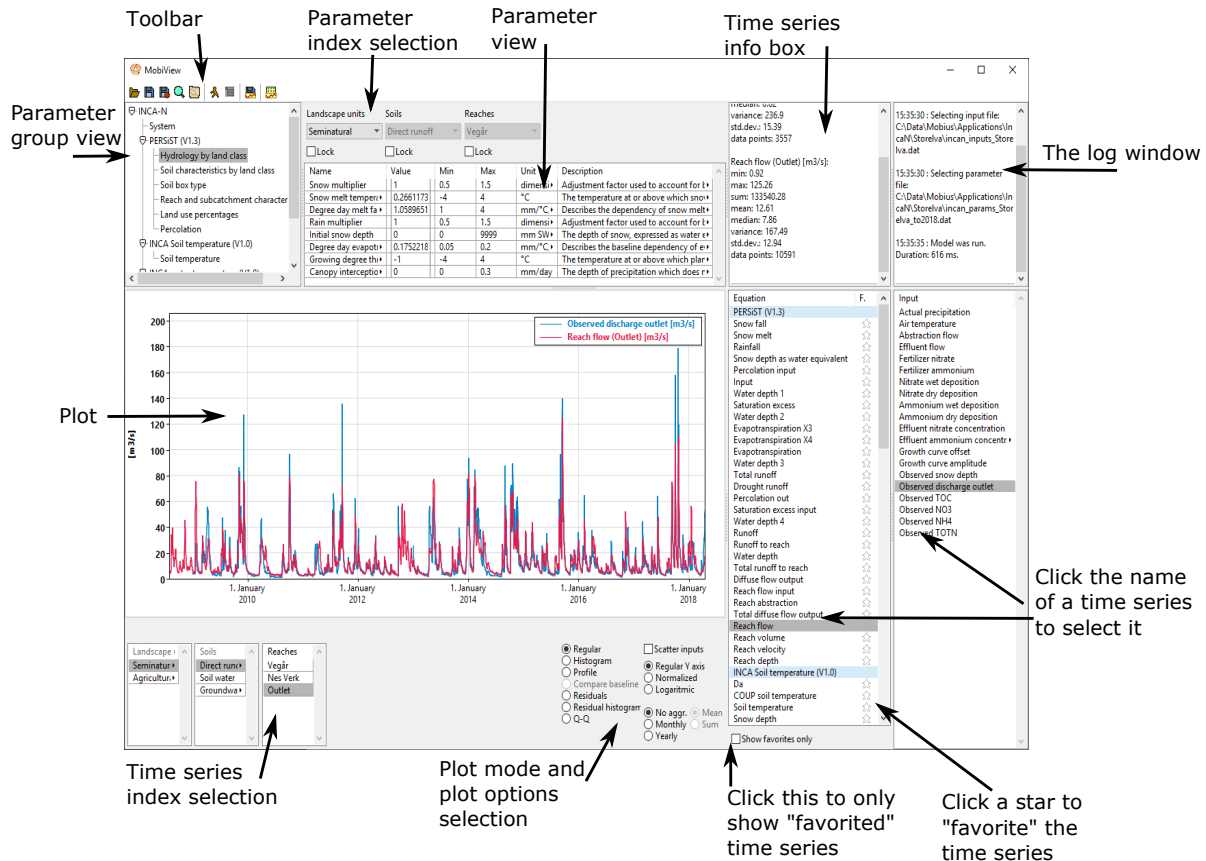 Toolbar
Parameter
index selection
Parameter
view
Time series
info box
Parameter
group view
The log window
MobiView
INCA-N
System
PERSiST (V1.3)
Hydrology by land class
Soil characteristics by land class
Soil box type
Reach and subcatchment character
Land use percentages
Percolation
INCA Soil temperature (V1.0)
Soil temperature
Landscape units Soils Reaches
Seminatural Direct runoff Vegår
Lock Lock Lock
Name Value Min Max Unit Description
Snow multiplier 1 0.5 1.5 dimensi Adjustment factor used to account for
Snow melt tempera 0.2661173 -4 4 °C The temperature at or above which snov
Degree day melt fa 1.0589651 1 4 mm/°C, Describes the dependency of snow melt
Rain multiplier 1 0.5 1.5 dimensi Adjustment factor used to account for
Initial snow depth 0 0 9999 mm SW The depth of snow, expressed as water e
Degree day evapoti 0.1752218 0.05 0.2 mm/°C, Describes the baseline dependency of e
Growing degree thr -1 -4 4 °C The temperature at or above which plan
Canopy interceptio 0 0 0.3 mm/day The depth of precipitation which does
median: 6.82
variance: 236.9
std.dev.: 15.39
data points: 3557
Reach flow (Outlet) [m3/s]:
min: 0.92
max: 125.26
sum: 133540.28
mean: 12.61
median: 7.86
variance: 167.49
std.dev.: 12.94
data points: 10591
15:35:30 : Selecting input file:
C:\Data\Mobius\Applications\In
caN\Storelva\incan_inputs_Store
lva.dat
15:35:30 : Selecting parameter
file:
C:\Data\Mobius\Applications\In
caN\Storelva\incan_params_Stor
elva_to2018.dat
15:35:35 : Model was run.
Duration: 616 ms.
Plot
[m3/s]
200
180
160
140
120
100
80
60
40
20
0
Observed discharge outlet [m3/s]
Reach flow (Outlet) [m3/s]
1. January
2010
1. January
2012
1. January
2014
1. January
2016
1. January
2018
Equation F.
PERSiST (V1.3)
Snow fall
Snow melt
Rainfall
Snow depth as water equivalent
Percolation input
Input
Water depth 1
Saturation excess
Water depth 2
Evapotranspiration X3
Evapotranspiration X4
Evapotranspiration
Water depth 3
Total runoff
Drought runoff
Percolation out
Saturation excess input
Water depth 4
Runoff
Runoff to reach
Water depth
Total runoff to reach
Diffuse flow output
Reach flow input
Reach abstraction
Total diffuse flow output
Reach flow
Reach volume
Reach velocity
Reach depth
INCA Soil temperature (V1.0)
Da
COUP soil temperature
Soil temperature
Snow depth
Show favorites only
Input
Actual precipitation
Air temperature
Abstraction flow
Effluent flow
Fertilizer nitrate
Fertilizer ammonium
Nitrate wet deposition
Nitrate dry deposition
Ammonium wet deposition
Ammonium dry deposition
Effluent nitrate concentration
Effluent ammonium concentr
Growth curve offset
Growth curve amplitude
Observed snow depth
Observed discharge outlet
Observed TOC
Observed NO3
Observed NH4
Observed TOTN
Click the name
of a time series
to select it
Landscape Soils Reaches
Seminatur Direct runo Vegår
Agricultur Soil water Nes Verk
Groundwa Outlet
Regular
Histogram
Profile
Compare baseline
Residuals
Residual histogram
Q-Q
Scatter inputs
Regular Y axis
Normalized
Logaritmic
No aggr. Mean
Monthly Sum
Yearly
Time series
index selection
Plot mode and
plot options
selection
Click this to only
show "favorited"
time series
Click a star to
"favorite" the
time series